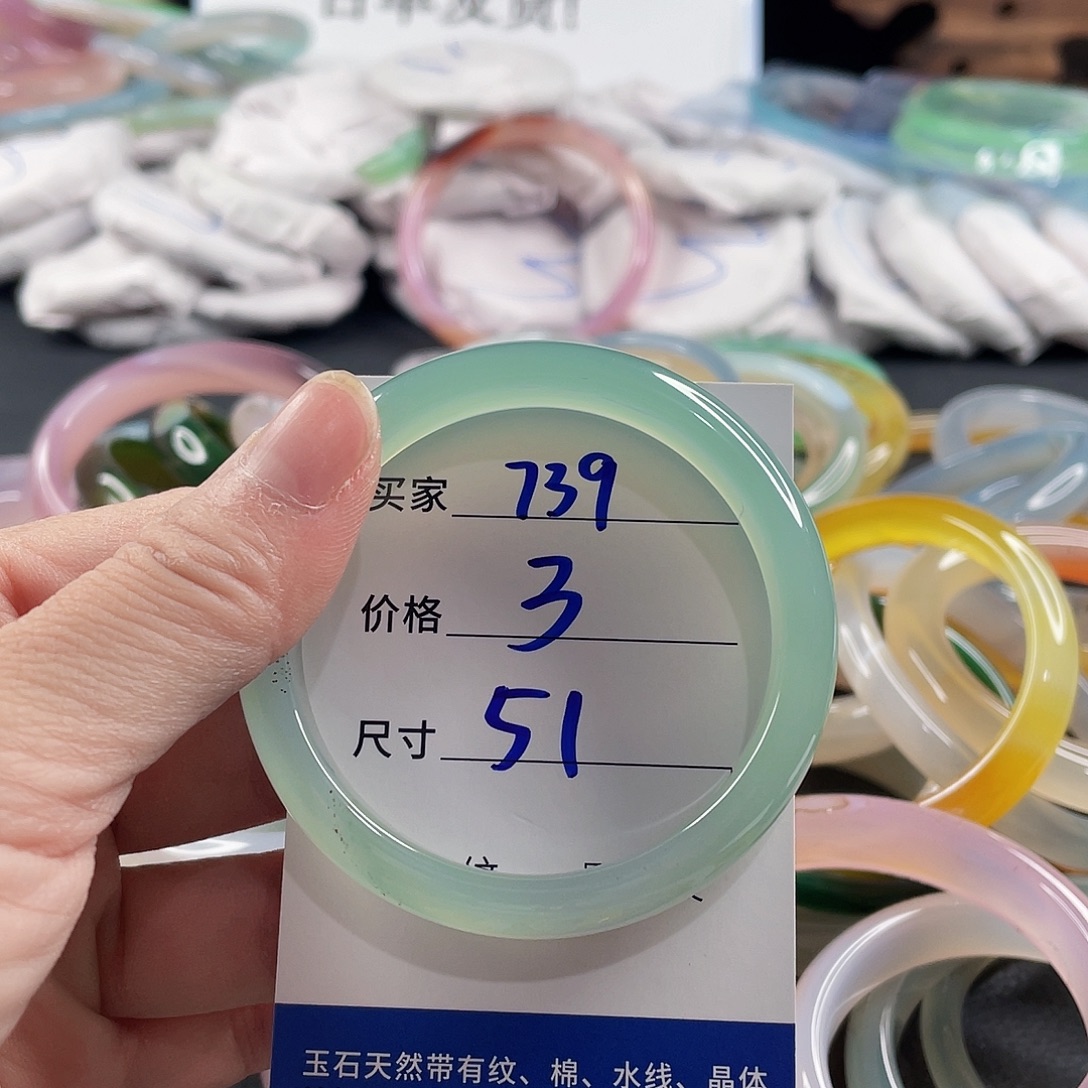 买家 739
价格 3
尺寸 51
玉石天然带有纹、棉、水线、晶体